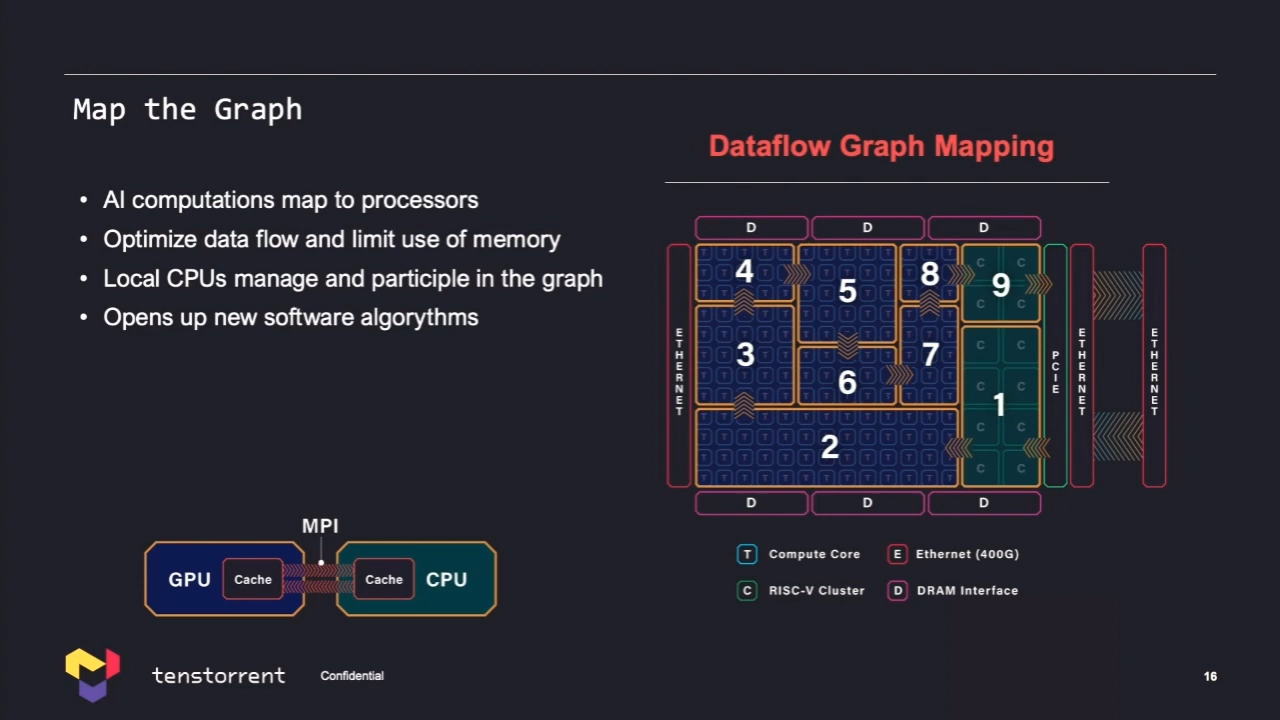 Map the Graph
• AI computations map to processors
• Optimize data flow and limit use of memory
• Local CPUs manage and participle in the graph
• Opens up new software algorythms
MPI
GPU Cache Cache CPU
Dataflow Graph Mapping
D D D
4 5 8 9
3 6 7 1
2
T
C
ETHERNET
PCIE
ETHERNET
ETHERNET
D D D
T Compute Core
E Ethernet (400G)
C RISC-V Cluster
D DRAM Interface
tenstorrent
Confidential
16